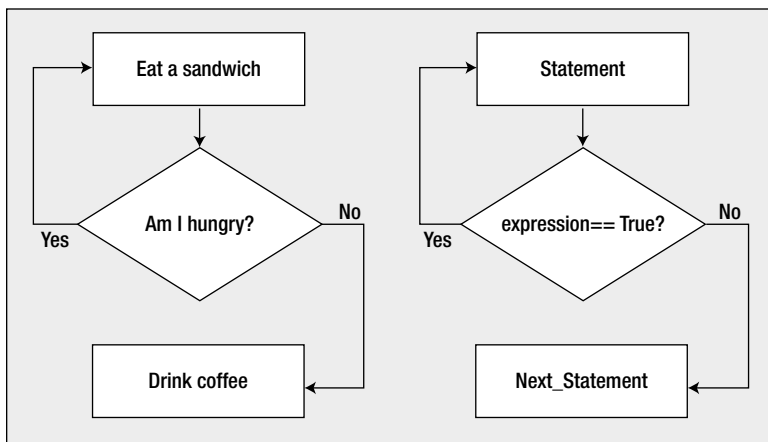 Eat a sandwich
Am I hungry?
Yes
No
Drink coffee
Statement
expression== True?
Yes
No
Next_Statement